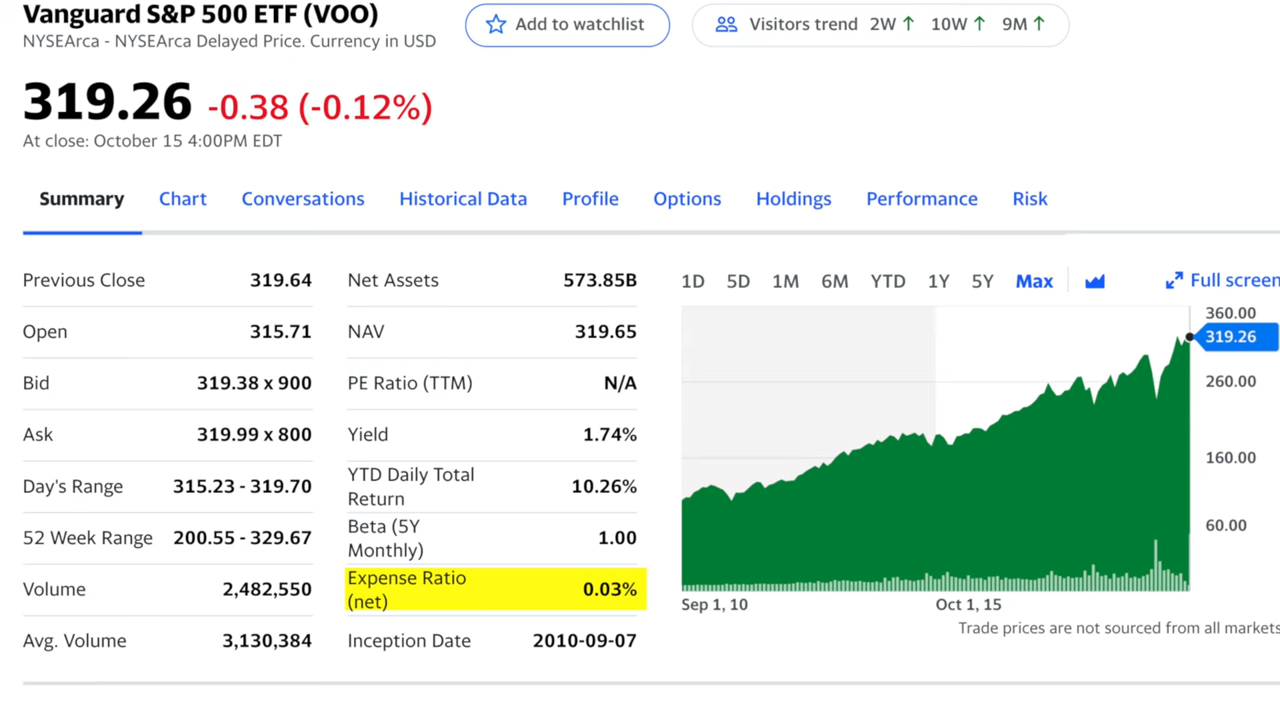 Vanguard S&P 500 ETF (VOO)
NYSEArca - NYSEArca Delayed Price. Currency in USD
Add to watchlist
Visitors trend 2W ↑ 10W ↑ 9M ↑
319.26 -0.38 (-0.12%)
At close: October 15 4:00PM EDT
Summary Chart Conversations Historical Data Profile Options Holdings Performance Risk
Previous Close 319.64
Open 315.71
Bid 319.38 x 900
Ask 319.99 x 800
Day's Range 315.23 - 319.70
52 Week Range 200.55 - 329.67
Volume 2,482,550
Avg. Volume 3,130,384
Net Assets 573.85B
NAV 319.65
PE Ratio (TTM) N/A
Yield 1.74%
YTD Daily Total
Return 10.26%
Beta (5Y
Monthly) 1.00
Expense Ratio
(net) 0.03%
Inception Date 2010-09-07
1D 5D 1M 6M YTD 1Y 5Y Max Full screen
360.00
319.26
260.00
160.00
60.00
Sep 1, 10 Oct 1, 15
Trade prices are not sourced from all markets